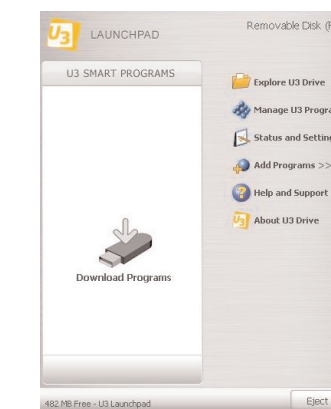 U3 LAUNCHPAD
Removable Disk (
U3 SMART PROGRAMS
Explore U3 Drive
Manage U3 Progra
Status and Settin
Add Programs >>
Help and Support
U3 About U3 Drive
Download Programs
482 MB Free - U3 Launchpad
Eject